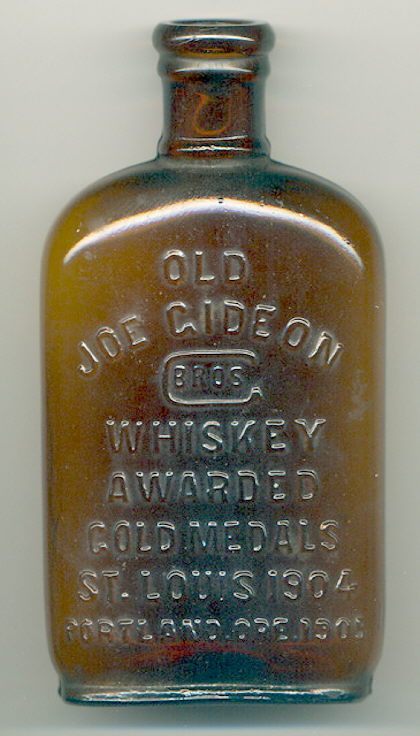 OLD
JOE GIDEON
BROS
WHISKEY
AWARDED
GOLD MEDALS
ST. LOUIS 1904
PORTLAND, ORE. 1905